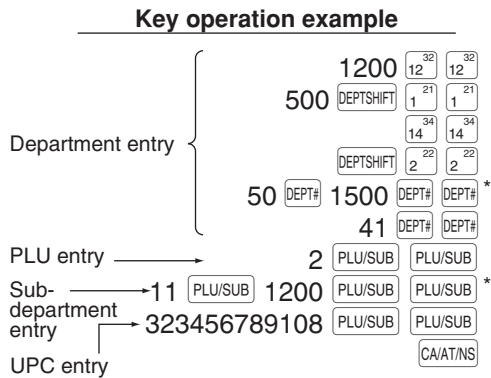 Key operation example
1200 12 32 12 32
500 DEPTSHIFT 1 21 1 21
14 34 14 34
Department entry
DEPTSHIFT 2 22 2 22
50 DEPT# 1500 DEPT# DEPT# *
41 DEPT# DEPT#
PLU entry 2 PLU/SUB PLU/SUB
Sub- 11 PLU/SUB 1200 PLU/SUB PLU/SUB *
department
entry 323456789108 PLU/SUB PLU/SUB
UPC entry CA/AT/NS